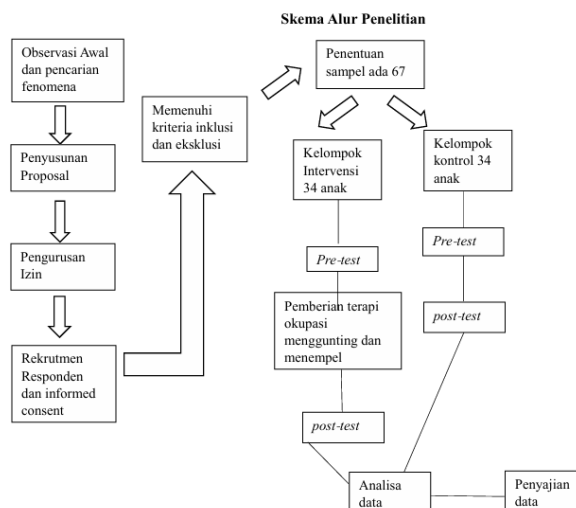 Skema Alur Penelitian
Observasi Awal
dan pencarian
fenomena
Penyusunan
Proposal
Pengurusan
Izin
Rekrutmen
Responden
dan informed
consent
Memenuhi
kriteria inklusi
dan eksklusi
Penentuan
sampel ada 67
Kelompok
Intervensi
34 anak
Kelompok
kontrol 34
anak
Pre-test
Pre-test
Pemberian terapi
okupasi
menggunting dan
menempel
post-test
post-test
Analisa
data
Penyajian
data